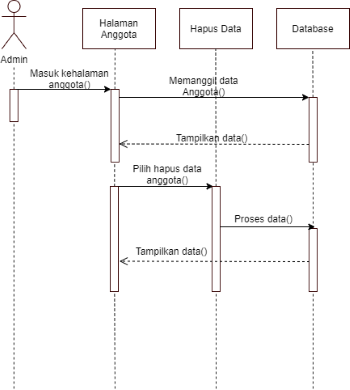 Halaman
Anggota
Hapus Data
Database
Admin
Masuk kehalaman
anggota()
Memanggil data
Anggota()
Tampilkan data()
Pilih hapus data
anggota()
Proses data()
Tampilkan data()